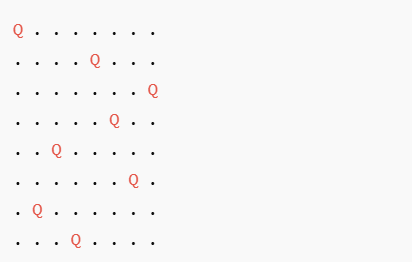 Q . . . . . . .
. . . . Q . . .
. . . . . . . Q
. . . . . Q . .
. . Q . . . . .
. . . . . . Q .
. Q . . . . . .
. . . Q . . . .